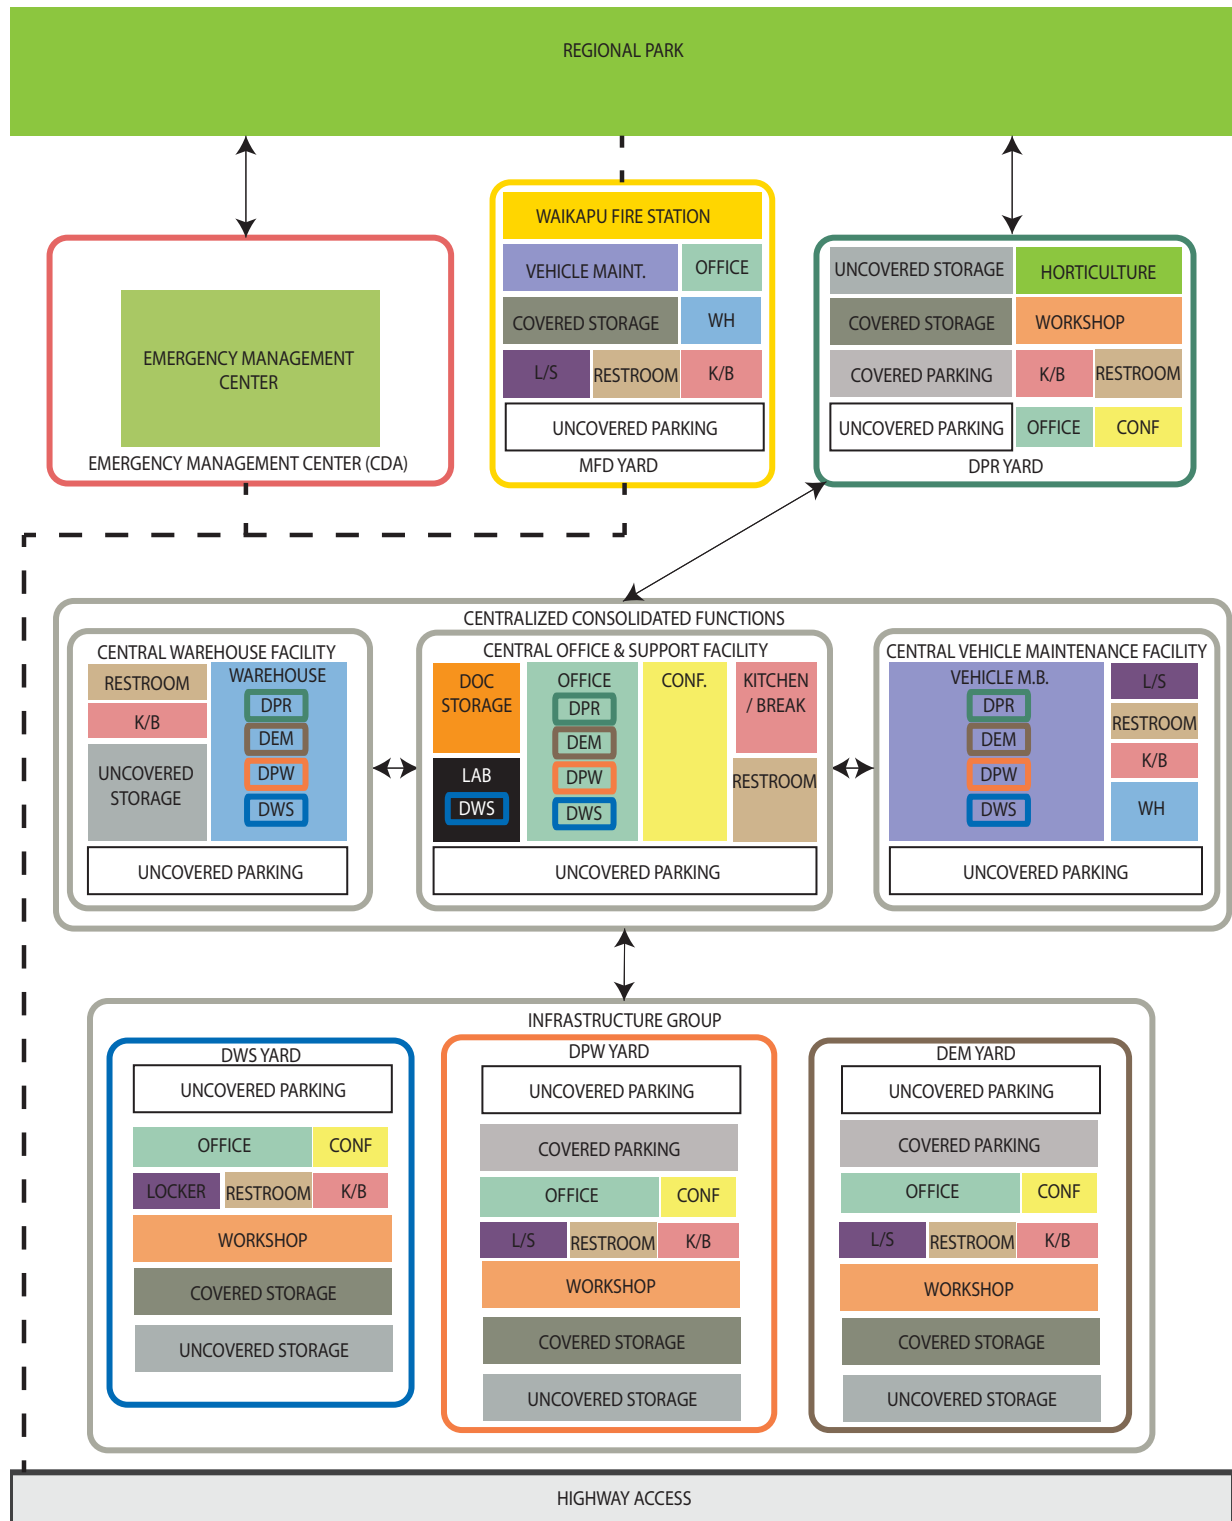 REGIONAL PARK
WAIKAPU FIRE STATION
VEHICLE MAINT.
OFFICE
COVERED STORAGE
WH
L/S
RESTROOM
K/B
UNCOVERED PARKING
MFD YARD
UNCOVERED STORAGE
HORTICULTURE
COVERED STORAGE
WORKSHOP
COVERED PARKING
K/B
RESTROOM
UNCOVERED PARKING
OFFICE
CONF
DPR YARD
EMERGENCY MANAGEMENT
CENTER
EMERGENCY MANAGEMENT CENTER (CDA)
CENTRALIZED CONSOLIDATED FUNCTIONS
CENTRAL WAREHOUSE FACILITY
RESTROOM
K/B
UNCOVERED
STORAGE
WAREHOUSE
DPR
DEM
DPW
DWS
UNCOVERED PARKING
CENTRAL OFFICE & SUPPORT FACILITY
DOC
STORAGE
LAB
DWS
OFFICE
DPR
DEM
DPW
DWS
CONF.
KITCHEN
/ BREAK
RESTROOM
UNCOVERED PARKING
CENTRAL VEHICLE MAINTENANCE FACILITY
VEHICLE M.B.
DPR
DEM
DPW
DWS
L/S
RESTROOM
K/B
WH
UNCOVERED PARKING
INFRASTRUCTURE GROUP
DWS YARD
UNCOVERED PARKING
OFFICE
CONF
LOCKER
RESTROOM
K/B
WORKSHOP
COVERED STORAGE
UNCOVERED STORAGE
DPW YARD
UNCOVERED PARKING
COVERED PARKING
OFFICE
CONF
L/S
RESTROOM
K/B
WORKSHOP
COVERED STORAGE
UNCOVERED STORAGE
DEM YARD
UNCOVERED PARKING
COVERED PARKING
OFFICE
CONF
L/S
RESTROOM
K/B
WORKSHOP
COVERED STORAGE
UNCOVERED STORAGE
HIGHWAY ACCESS